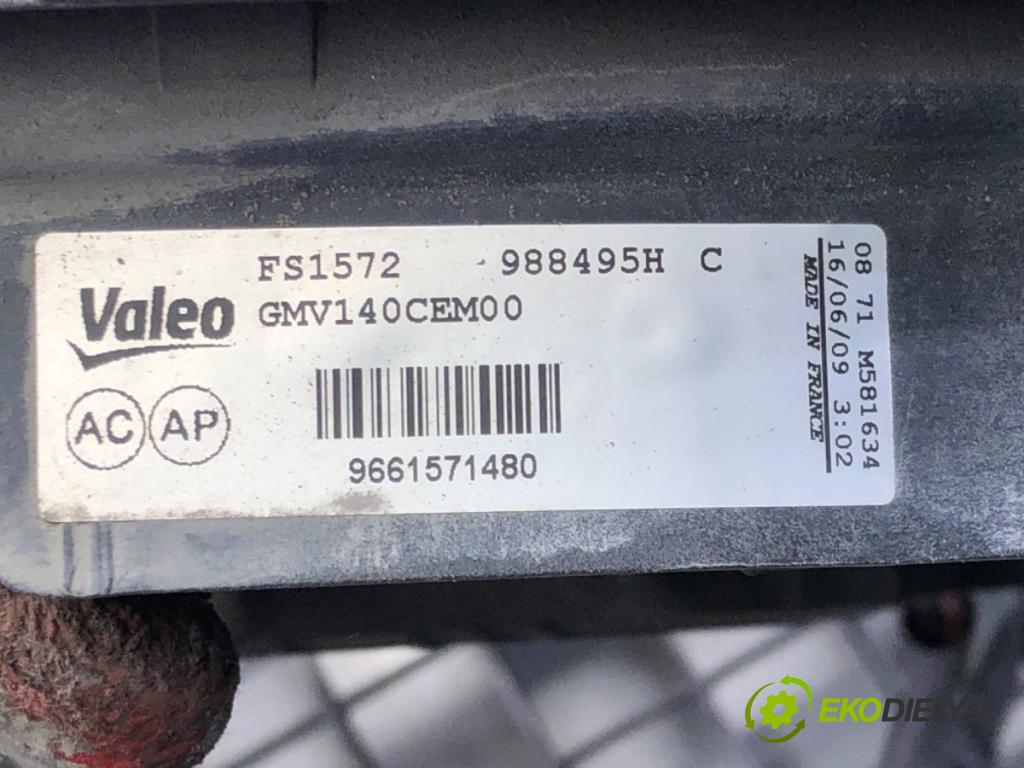 FS1572 988495H C
Valeo GMV140CEM00
AC AP
9661571480
08 71 M581634
16/06/09 3:02
MADE IN FRANCE
EKODIELY